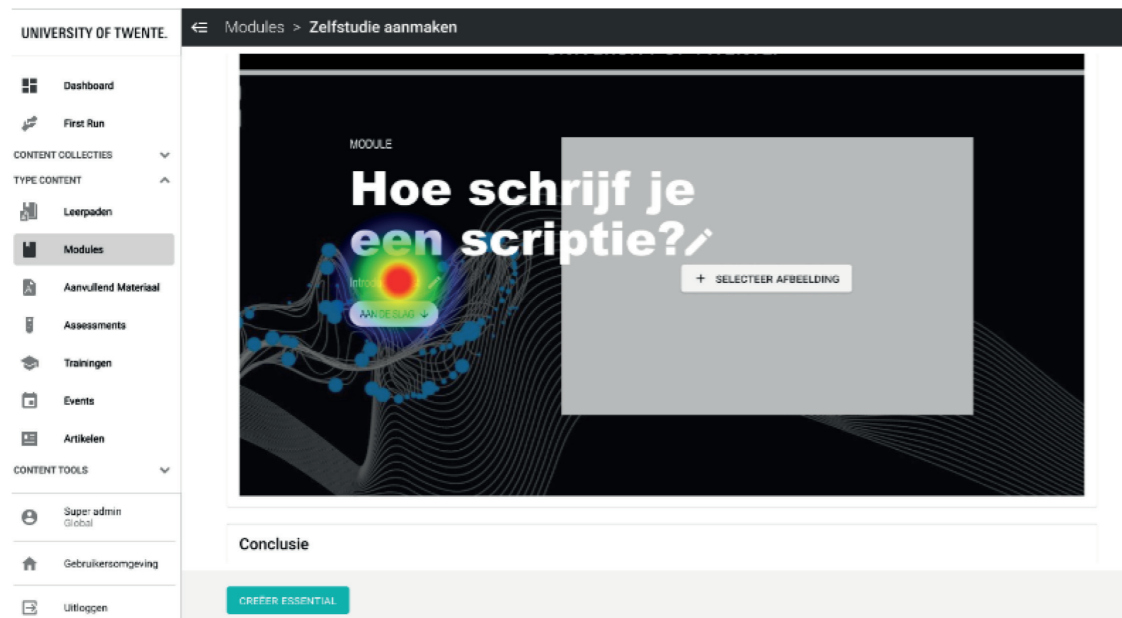 UNIVERSITY OF TWENTE.
Modules > Zelfstudie aanmaken
Dashboard
First Run
CONTENT COLLECTIES
TYPE CONTENT
Leerpaden
Modules
Aanvullend Materiaal
Assessments
Trainingen
Events
Artikelen
CONTENT TOOLS
Super admin
Global
Gebruikersomgeving
Uitloggen
MODULE
Hoe schrijf je
een scriptie?
AAN DE SLAG
+ SELECTEER AFBEELDING
Conclusie
CREËER ESSENTIAL